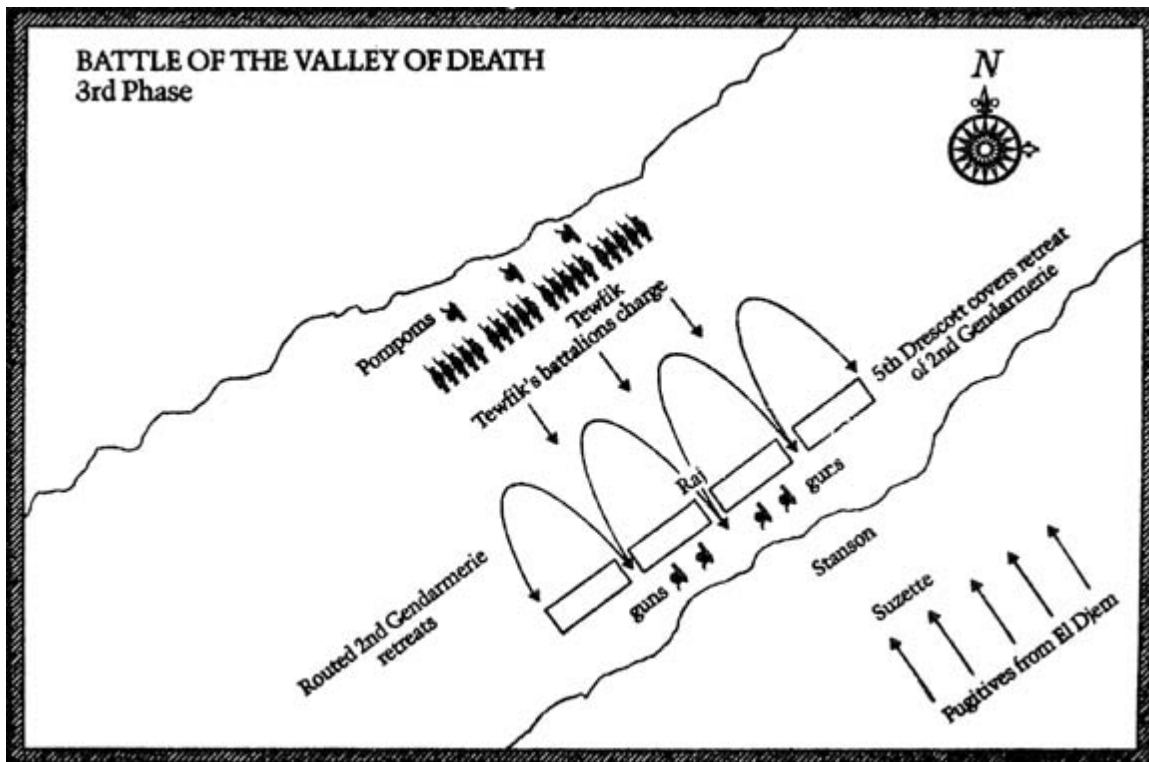 BATTLE OF THE VALLEY OF DEATH
3rd Phase
N
Pompoms
Tewfik
Tewfik's battalions charge
5th Drescott covers retreat
of 2nd Gendarmerie
Raj
guns
guns
Routed 2nd Gendarmerie
retreats
Stanson
Suzette
Fugitives from El Djem